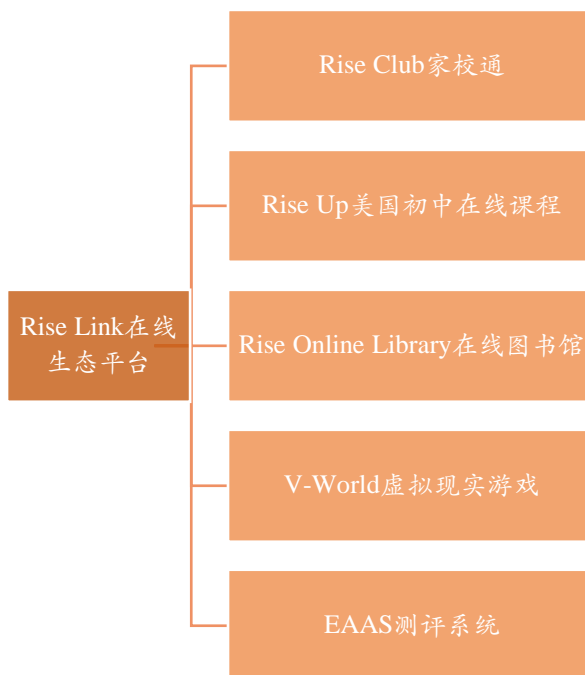 Rise Club家校通
Rise Up美国初中在线课程
Rise Link在线
生态平台
Rise Online Library在线图书馆
V-World虚拟现实游戏
EAAS测评系统